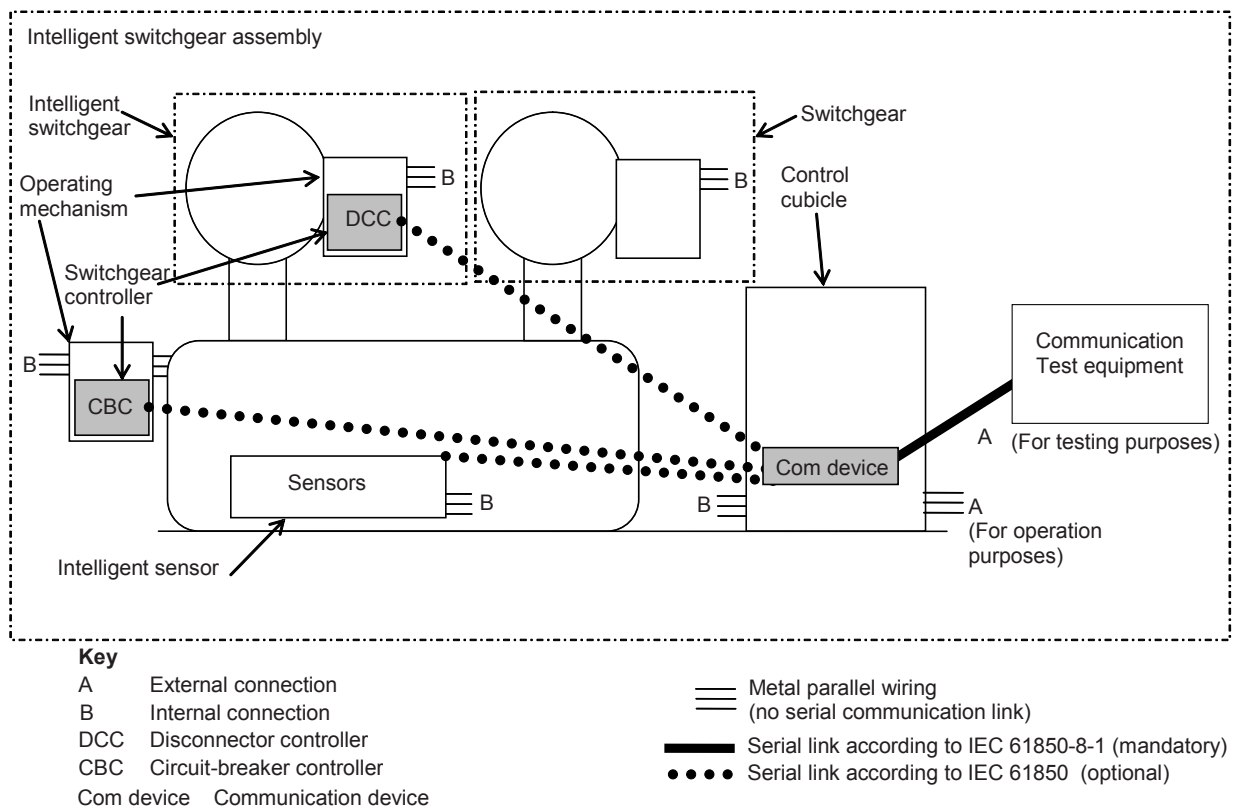 Intelligent switchgear assembly
Intelligent
switchgear
Switchgear
Operating
mechanism
B
B
Control
cubicle
DCC
Switchgear
controller
B
CBC
Communication
Test equipment
A
(For testing purposes)
Com device
Sensors
B
B
A
(For operation
purposes)
Intelligent sensor
Key
A External connection
B Internal connection
DCC Disconnector controller
CBC Circuit-breaker controller
Com device Communication device
Metal parallel wiring
(no serial communication link)
Serial link according to IEC 61850-8-1 (mandatory)
Serial link according to IEC 61850 (optional)